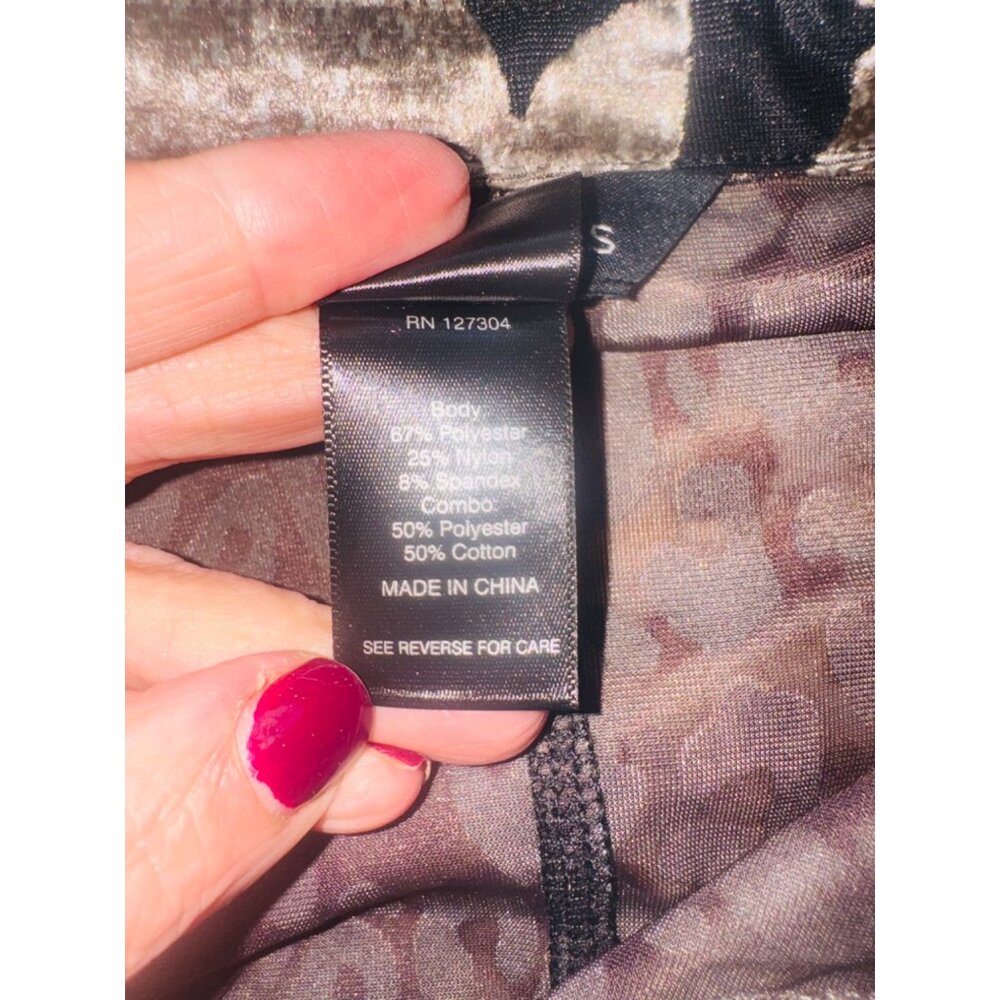 S
RN 127304
Body:
67% Polyester
25% Nylon
8% Spandex
Combo:
50% Polyester
50% Cotton
MADE IN CHINA
SEE REVERSE FOR CARE